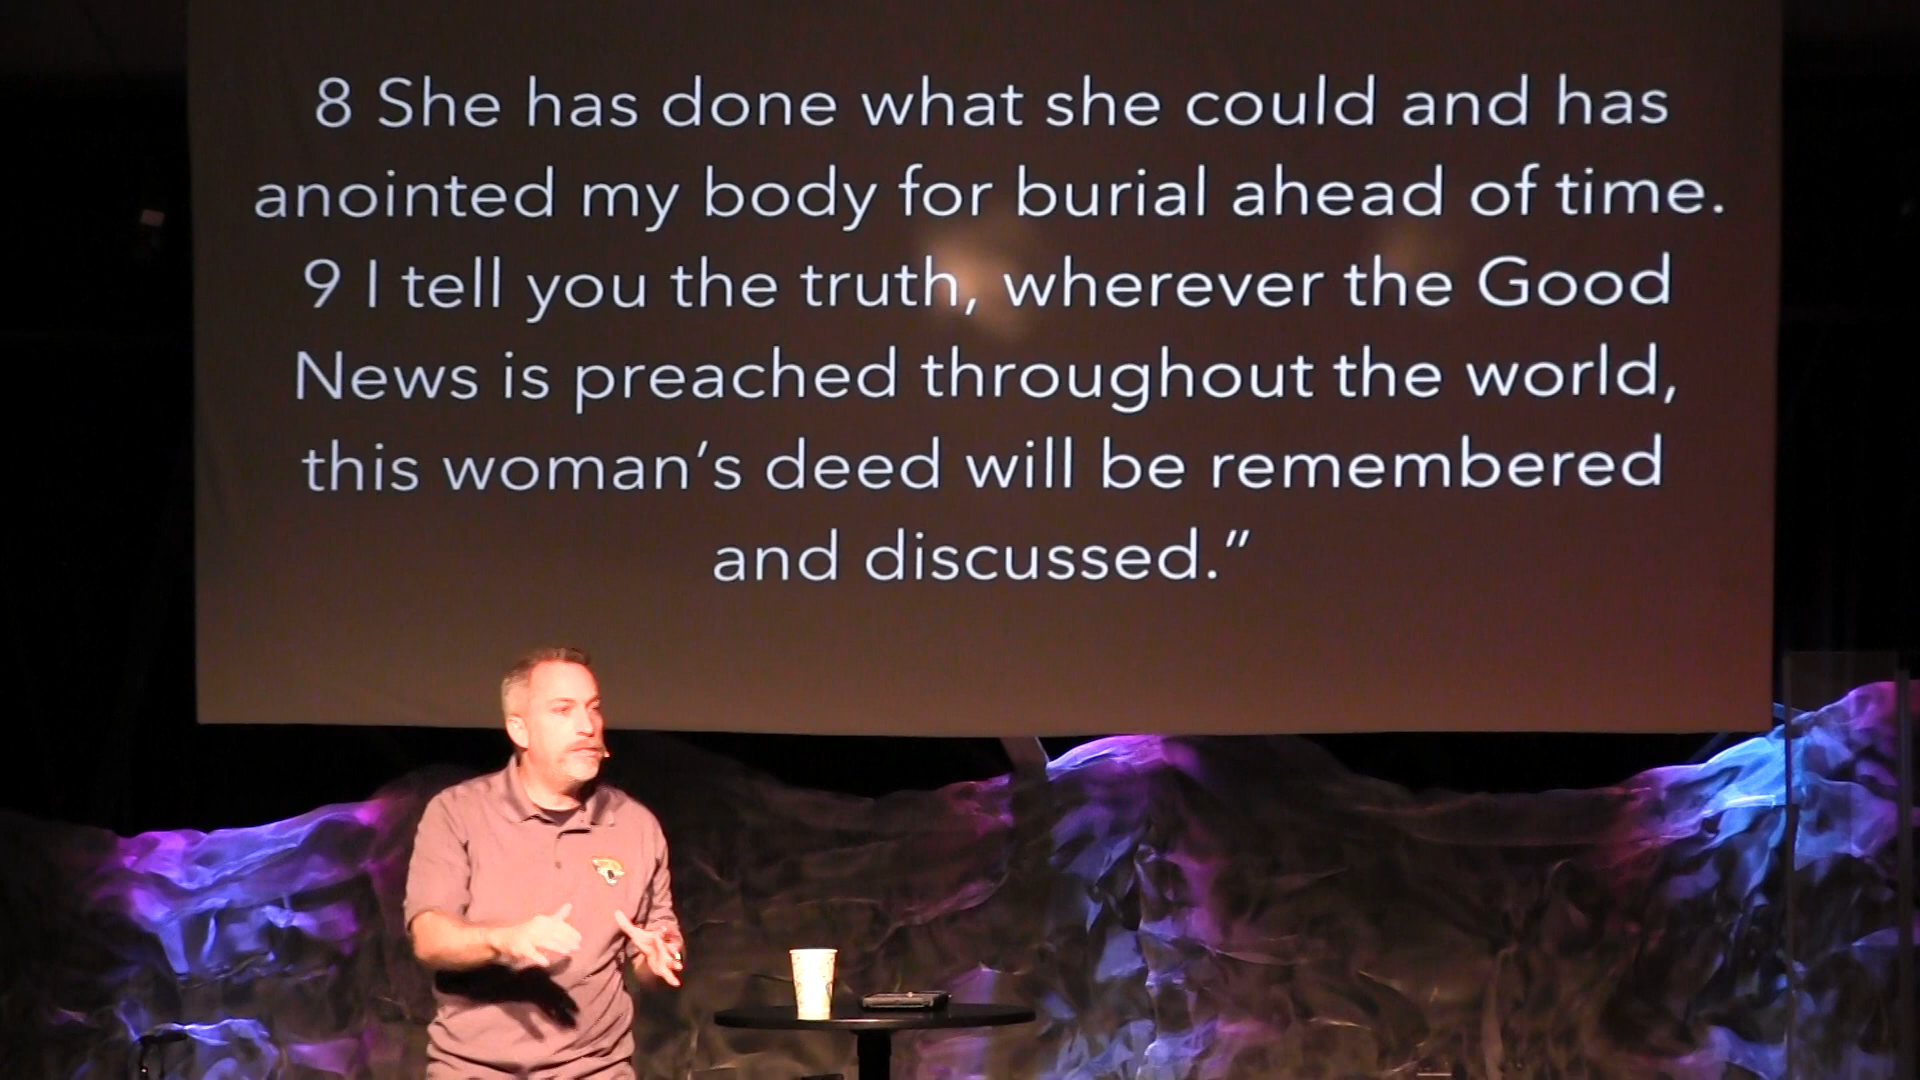 8 She has done what she could and has
anointed my body for burial ahead of time.
9 I tell you the truth, wherever the Good
News is preached throughout the world,
this woman’s deed will be remembered
and discussed.”